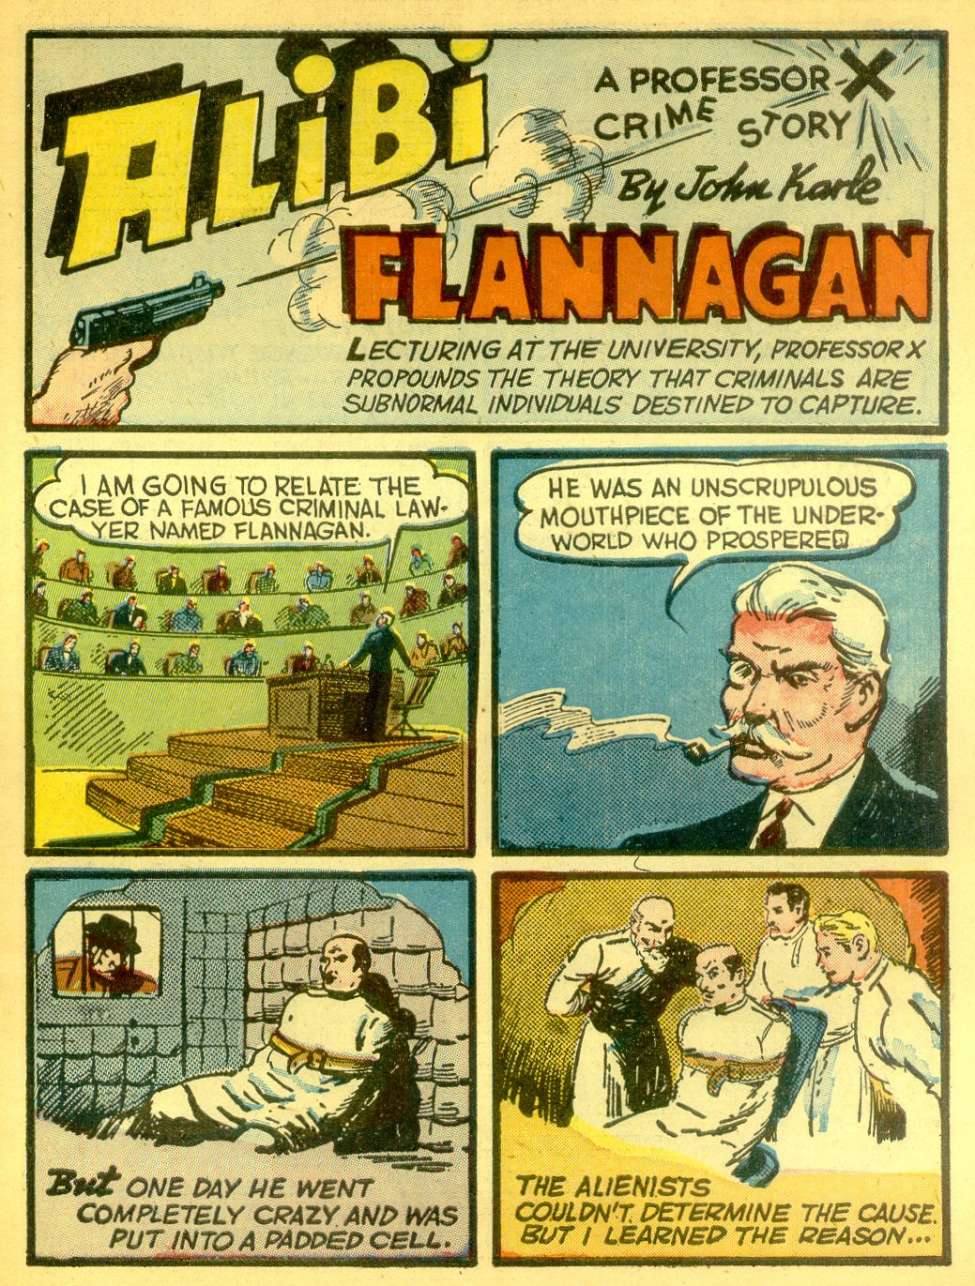 ALiBi
A PROFESSOR X
CRIME STORY
By John Karle
FLANNAGAN
LECTURING AT THE UNIVERSITY, PROFESSOR X
PROPOUNDS THE THEORY THAT CRIMINALS ARE
SUBNORMAL INDIVIDUALS DESTINED TO CAPTURE.
I AM GOING TO RELATE THE
CASE OF A FAMOUS CRIMINAL LAW-
YER NAMED FLANNAGAN.
HE WAS AN UNSCRUPULOUS
MOUTHPIECE OF THE UNDER-
WORLD WHO PROSPERED
But ONE DAY HE WENT
COMPLETELY CRAZY AND WAS
PUT INTO A PADDED CELL.
THE ALIENISTS
COULDN'T DETERMINE THE CAUSE.
BUT I LEARNED THE REASON...